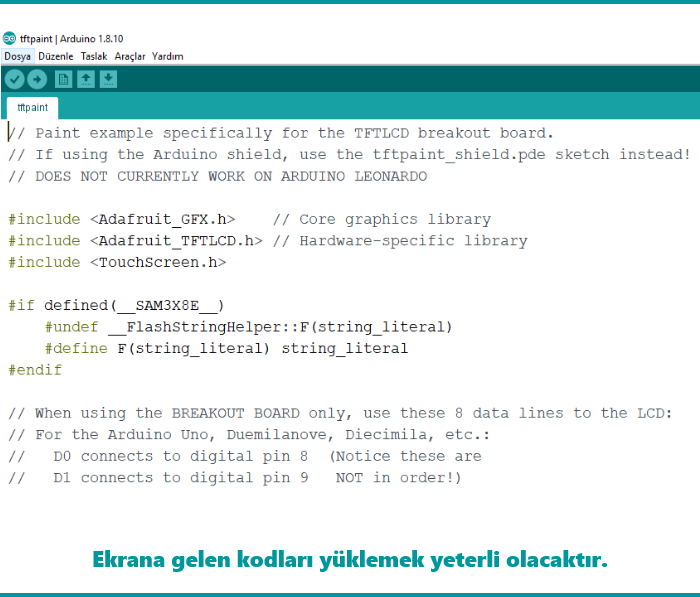 tftpaint | Arduino 1.8.10
Dosya Düzenle Taslak Araçlar Yardım
tftpaint
// Paint example specifically for the TFTLCD breakout board.
// If using the Arduino shield, use the tftpaint_shield.pde sketch instead!
// DOES NOT CURRENTLY WORK ON ARDUINO LEONARDO
#include <Adafruit_GFX.h>    // Core graphics library
#include <Adafruit_TFTLCD.h> // Hardware-specific library
#include <TouchScreen.h>
#if defined(__SAM3X8E__)
    #undef __FlashStringHelper::F(string_literal)
    #define F(string_literal) string_literal
#endif
// When using the BREAKOUT BOARD only, use these 8 data lines to the LCD:
// For the Arduino Uno, Duemilanove, Diecimila, etc.:
//   D0 connects to digital pin 8  (Notice these are
//   D1 connects to digital pin 9   NOT in order!)
Ekrana gelen kodları yüklemek yeterli olacaktır.